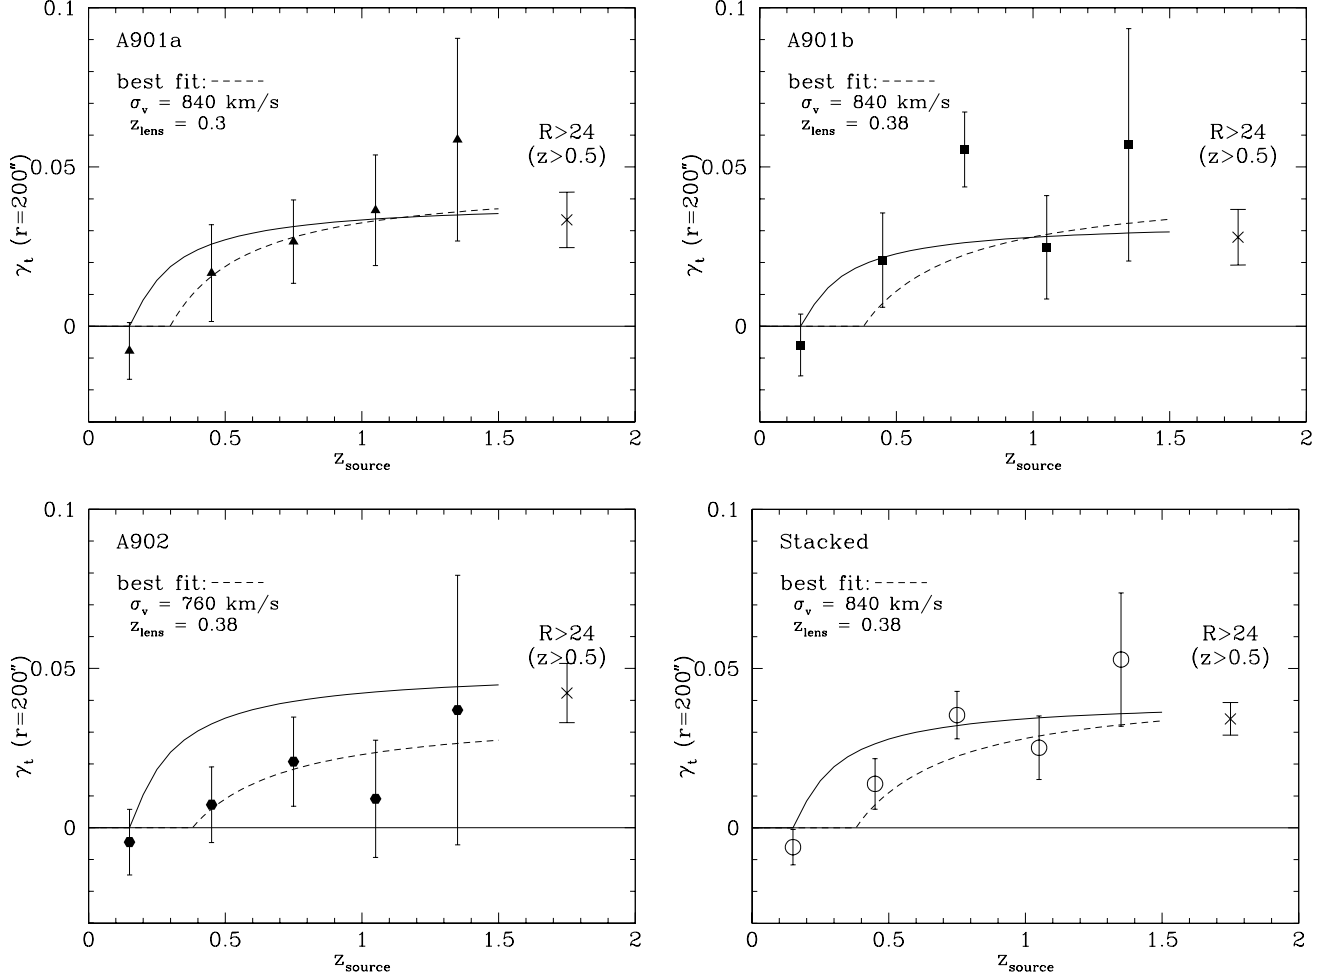 0.1
A901a
best fit:
σv = 840 km/s
zlens = 0.3
R>24
(z>0.5)
0.05
γt (r=200″)
0
0 0.5 1 1.5 2
zsource
0.1
A901b
best fit:
σv = 840 km/s
zlens = 0.38
R>24
(z>0.5)
0.05
γt (r=200″)
0
0 0.5 1 1.5 2
zsource
0.1
A902
best fit:
σv = 760 km/s
zlens = 0.38
R>24
(z>0.5)
0.05
γt (r=200″)
0
0 0.5 1 1.5 2
zsource
0.1
Stacked
best fit:
σv = 840 km/s
zlens = 0.38
R>24
(z>0.5)
0.05
γt (r=200″)
0
0 0.5 1 1.5 2
zsource